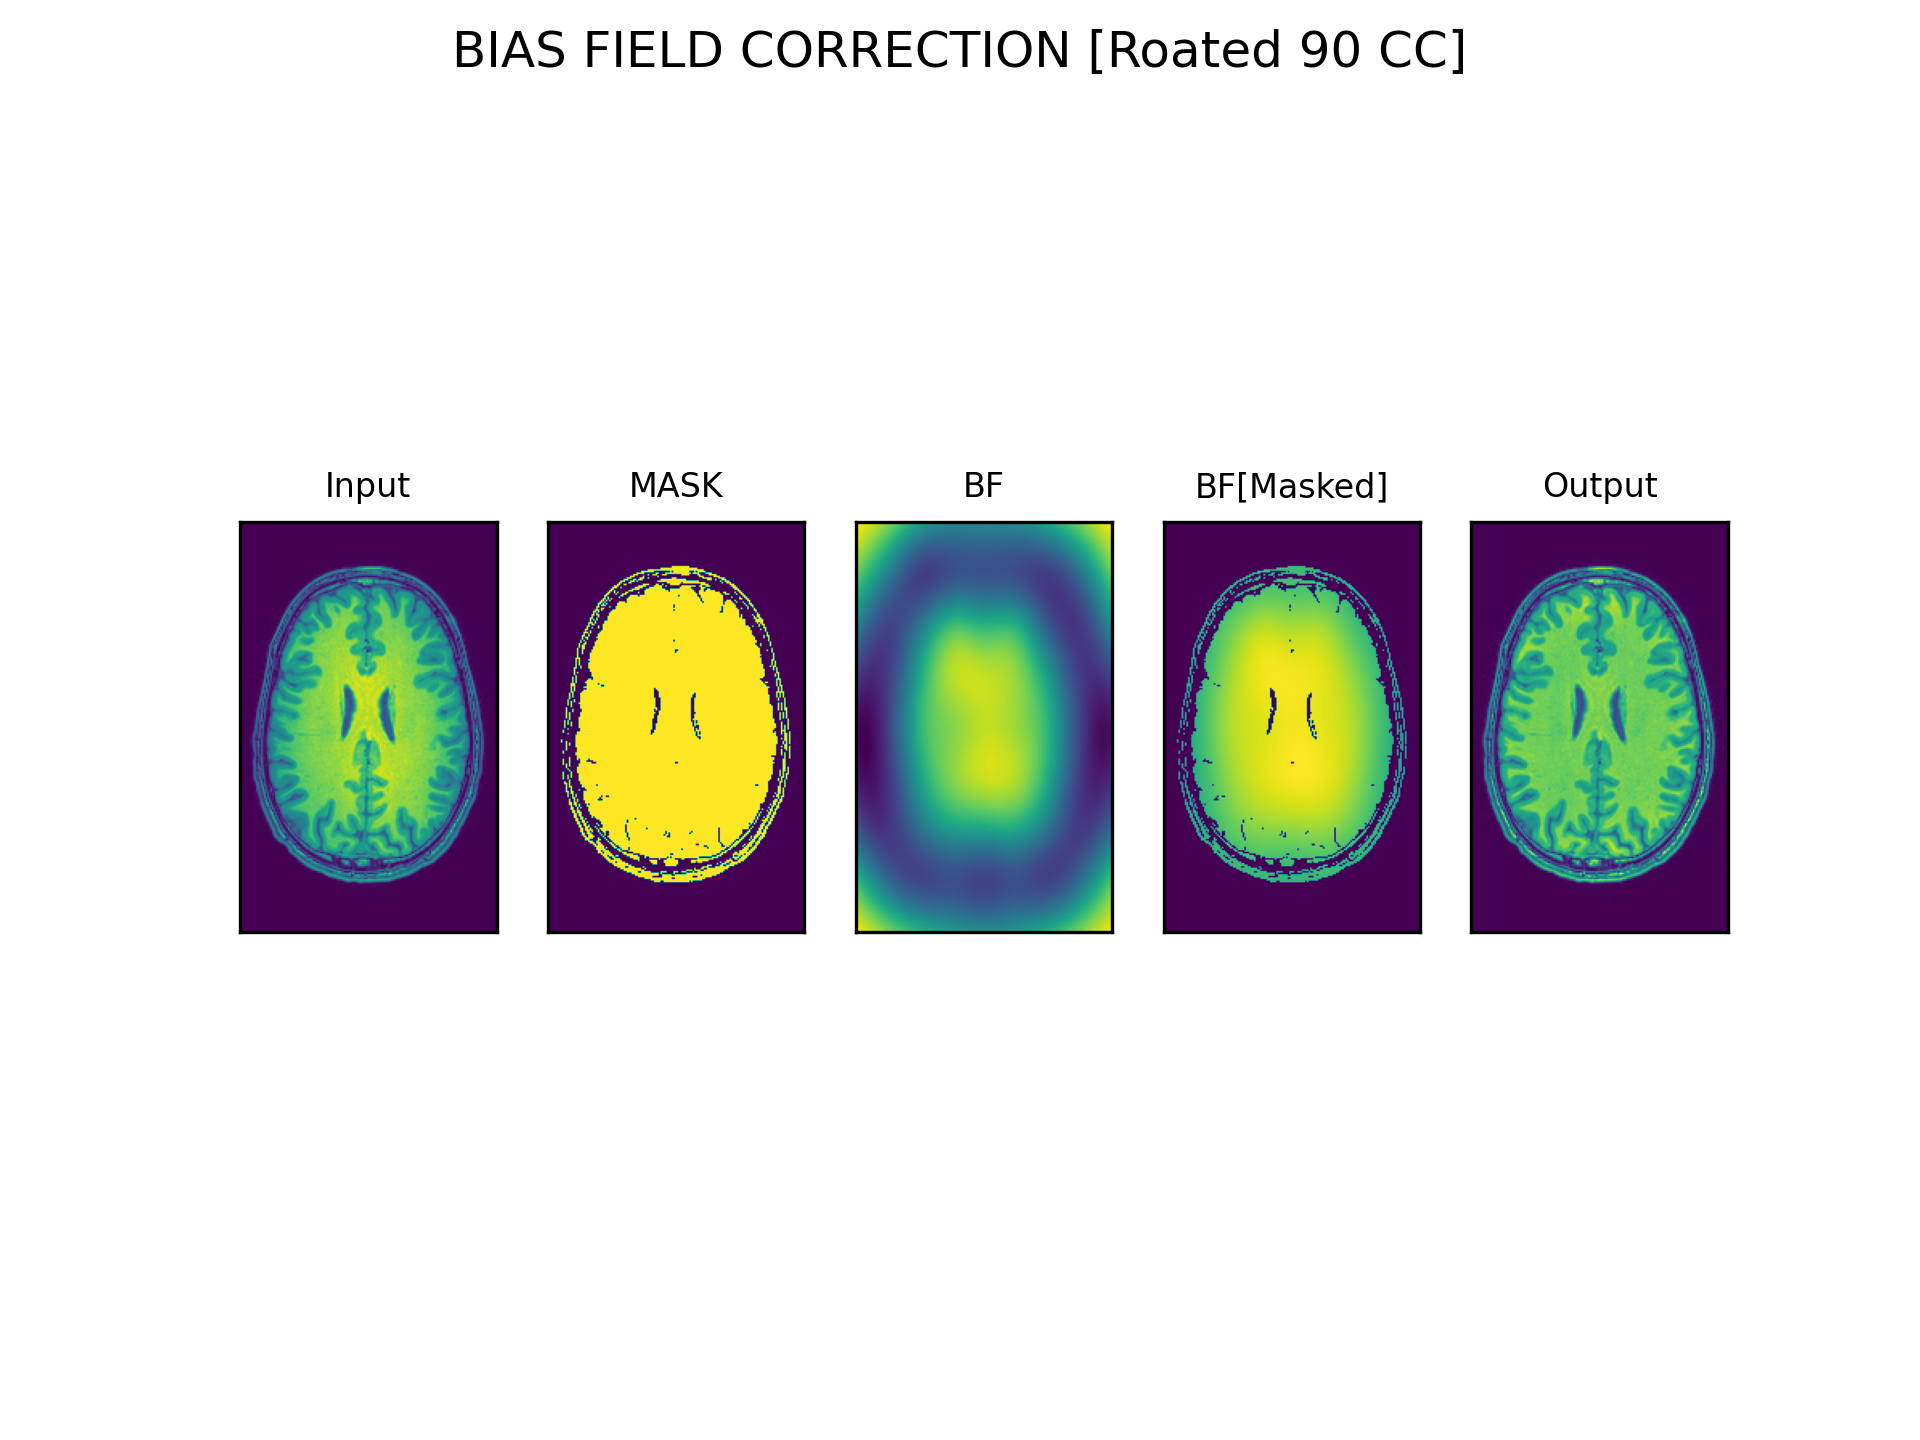 BIAS FIELD CORRECTION [Roated 90 CC]
Input
MASK
BF
BF[Masked]
Output